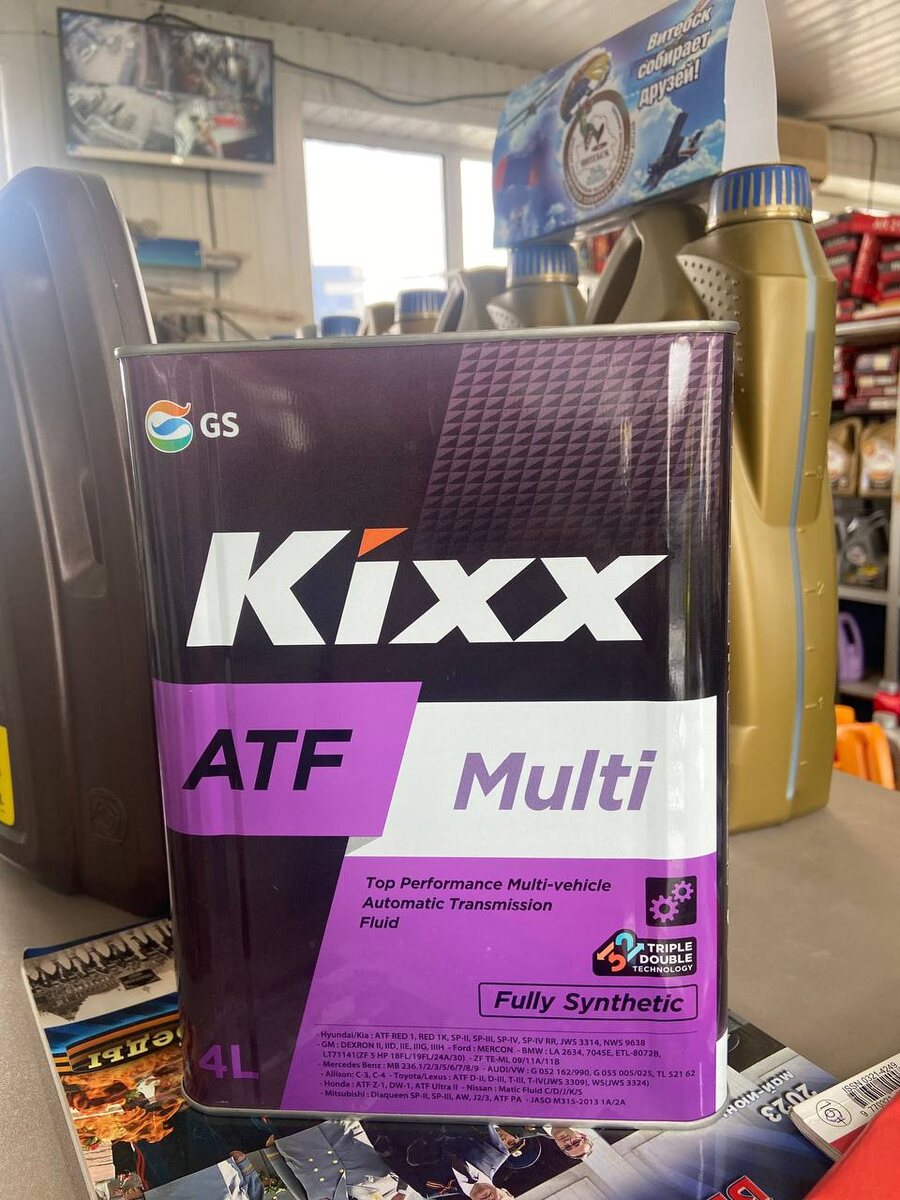 Витебск
собирает
друзей!
ВИТЕБСК
GS
Kixx
ATF
Multi
Top Performance Multi-vehicle
Automatic Transmission
Fluid
TRIPLE
DOUBLE
TECHNOLOGY
Fully Synthetic
4L
- Hyundai/Kia : ATF RED 1, RED 1K, SP-II, SP-III, SP-IV, SP-IV RR, JWS 3314, NWS 9638
- GM : DEXRON II, IID, IIE, IIIG, IIIH - Ford : MERCON - BMW : LA 2634, 7045E, ETL-8072B,
LT71141(ZF 5 HP 18FL/19FL/24A/30) - ZF TE-ML 09/11A/11B
- Mercedes Benz : MB 236.1/2/3/5/6/7/8/9 - AUDI/VW : G 052 162/990, G 055 005/025, TL 521 62
- Allison: C-3, C-4 - Toyota/Lexus : ATF D-II, D-III, T-III, T-IV(JWS 3309), WS(JWS 3324)
- Honda : ATF Z-1, DW-1, ATF Ultra II - Nissan : Matic Fluid C/D/J/K/S
- Mitsubishi : Diaqueen SP-II, SP-III, AW, J2/3, ATF PA - JASO M315-2013 1A/2A
2023